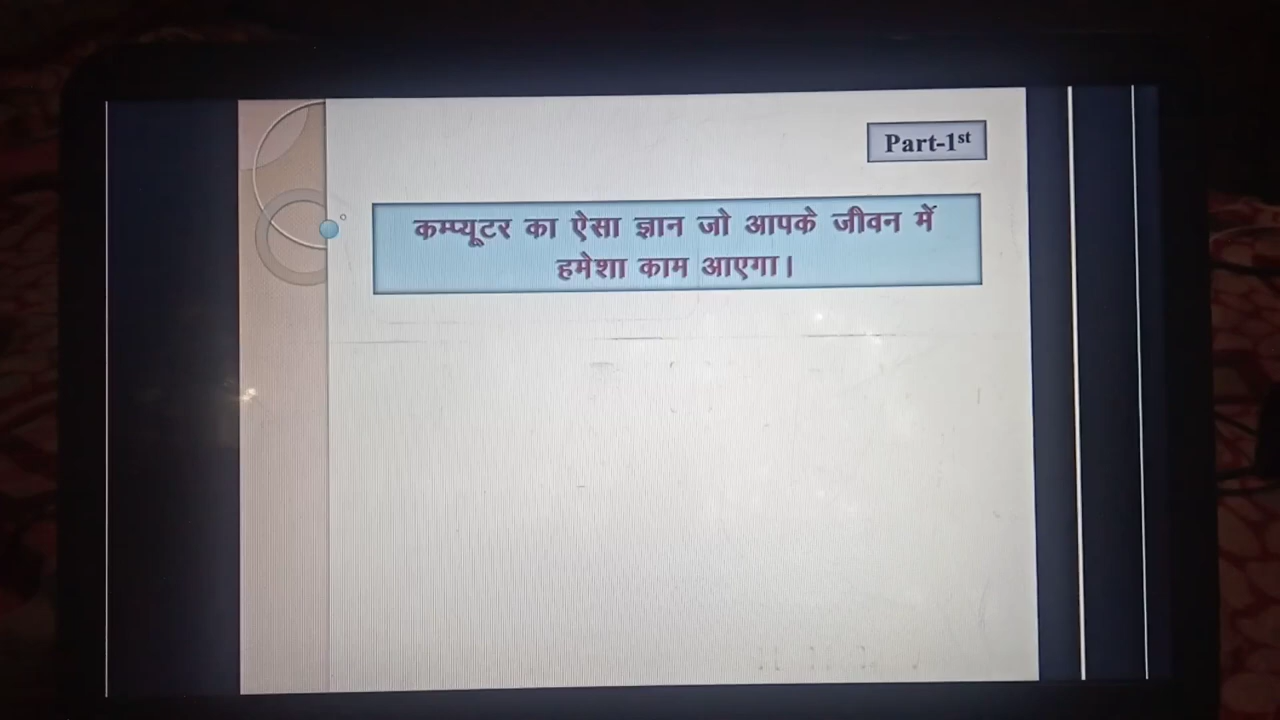 Part-1st
कम्प्यूटर का ऐसा ज्ञान जो आपके जीवन में
हमेशा काम आएगा।